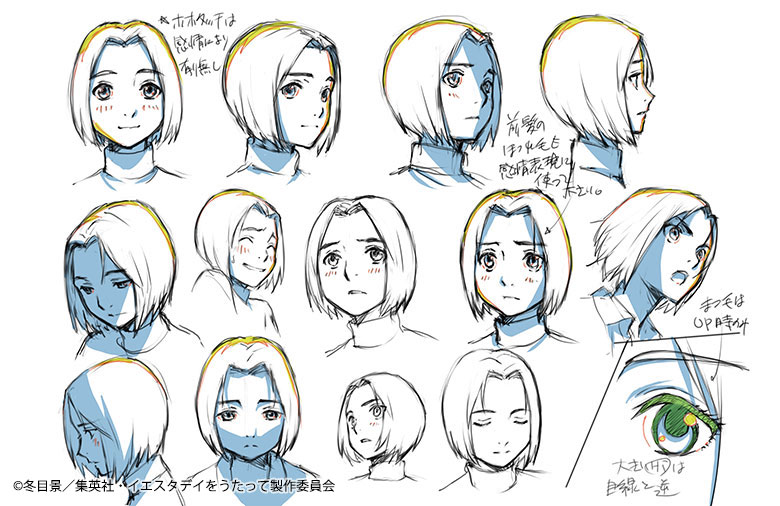 ホホタッチは
感情により
有り無し
前髪の
ほつれ毛も
感情表現に
使って
下さい。
まつ毛は
UP時のみ
大きい(円)は
目線と逆
©冬目景／集英社・イエスタデイをうたって製作委員会